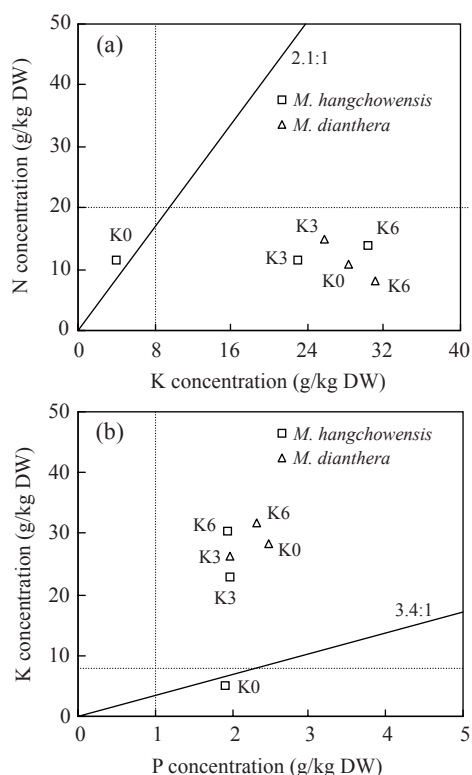 (a)
50
40
30
20
10
0
N concentration (g/kg DW)
2.1:1
M. hangchowensis
M. dianthera
K0
K3
K3
K6
K0
K6
0
8
16
24
32
40
K concentration (g/kg DW)
(b)
50
40
30
20
10
0
K concentration (g/kg DW)
M. hangchowensis
M. dianthera
K6
K6
K0
K3
K3
3.4:1
K0
0
1
2
3
4
5
P concentration (g/kg DW)